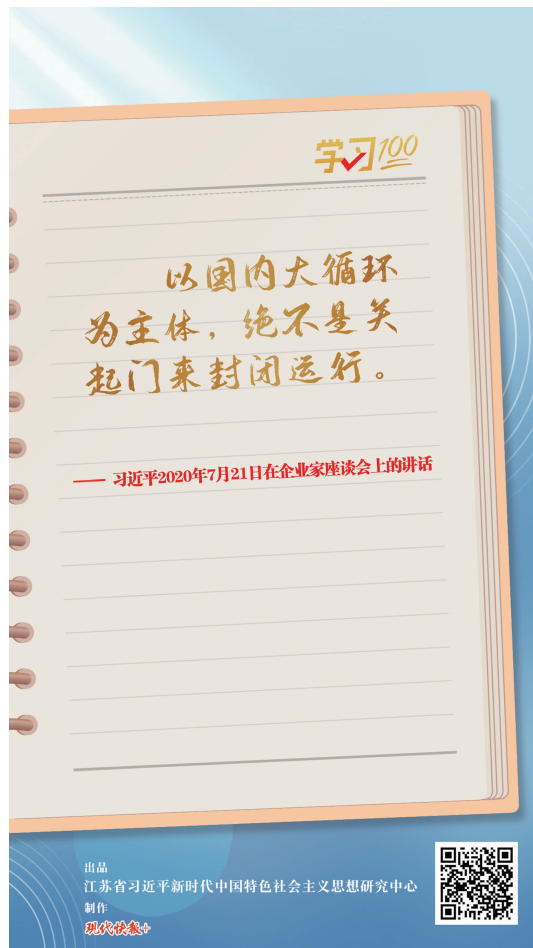 学习100
以国内大循环
为主体，绝不是关
起门来封闭运行。
—— 习近平2020年7月21日在企业家座谈会上的讲话
出品
江苏省习近平新时代中国特色社会主义思想研究中心
制作
现代快报+